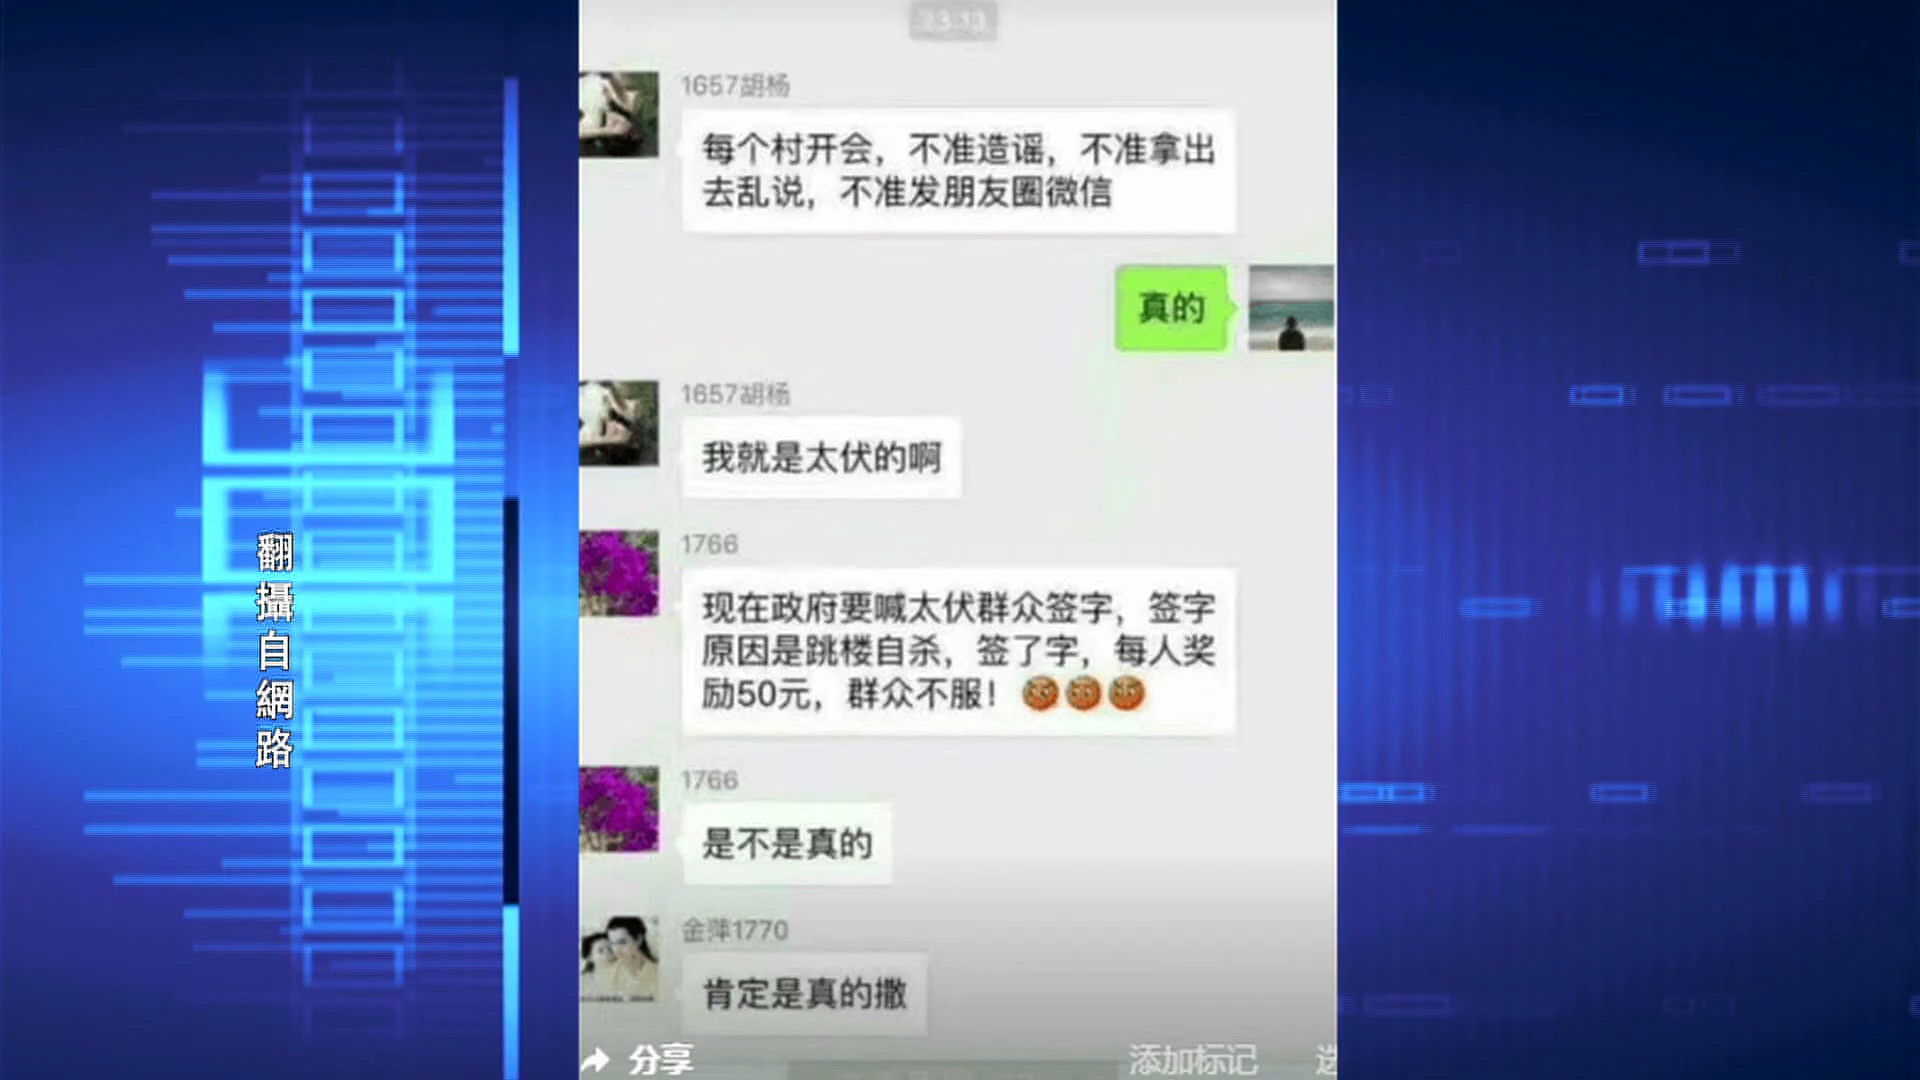 23:13
1657胡杨
每个村开会，不准造谣，不准拿出
去乱说，不准发朋友圈微信
真的
1657胡杨
我就是太伏的啊
1766
现在政府要喊太伏群众签字，签字
原因是跳楼自杀，签了字，每人奖
励50元，群众不服！
1766
是不是真的
金萍1770
肯定是真的撒
分享
添加标记
翻攝自網路